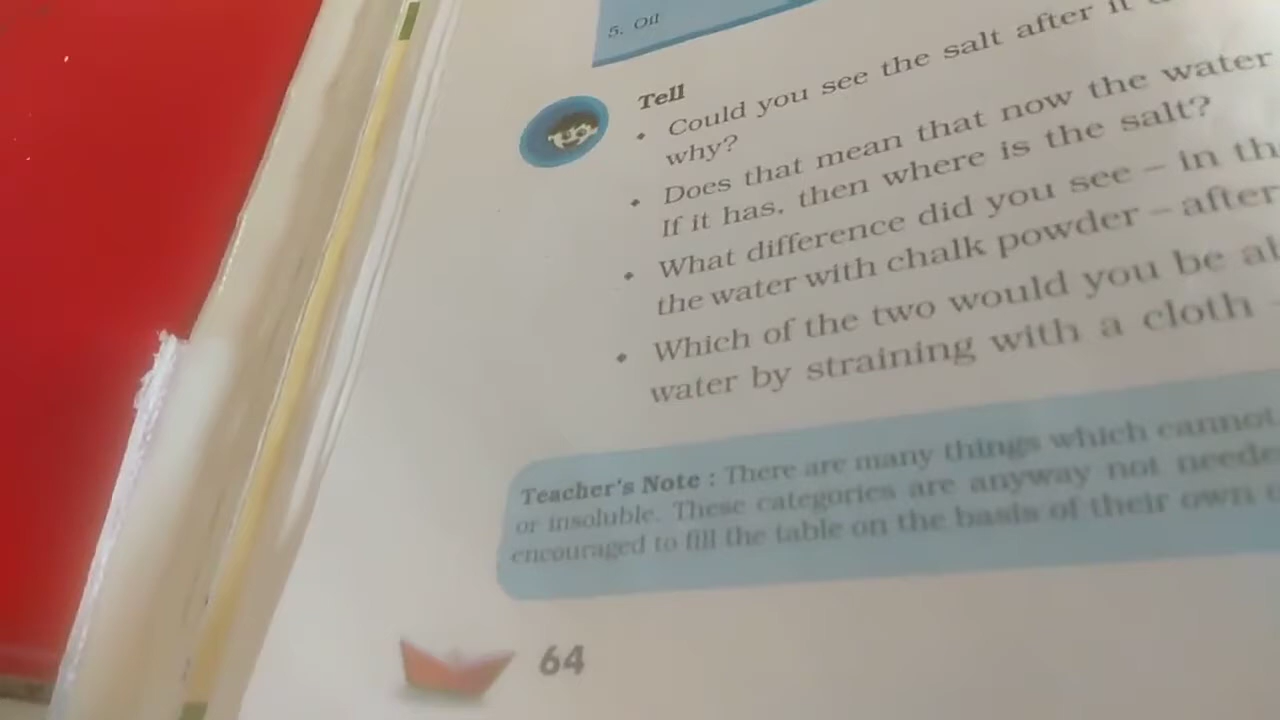 5. Oil
Tell
• Could you see the salt after it
why?
• Does that mean that now the water
If it has, then where is the salt?
• What difference did you see – in
the water with chalk powder – after
• Which of the two would you be
water by straining with a cloth
Teacher's Note : There are many things which cannot
or insoluble. These categories are anyway not
encouraged to fill the table on the basis of their own
64